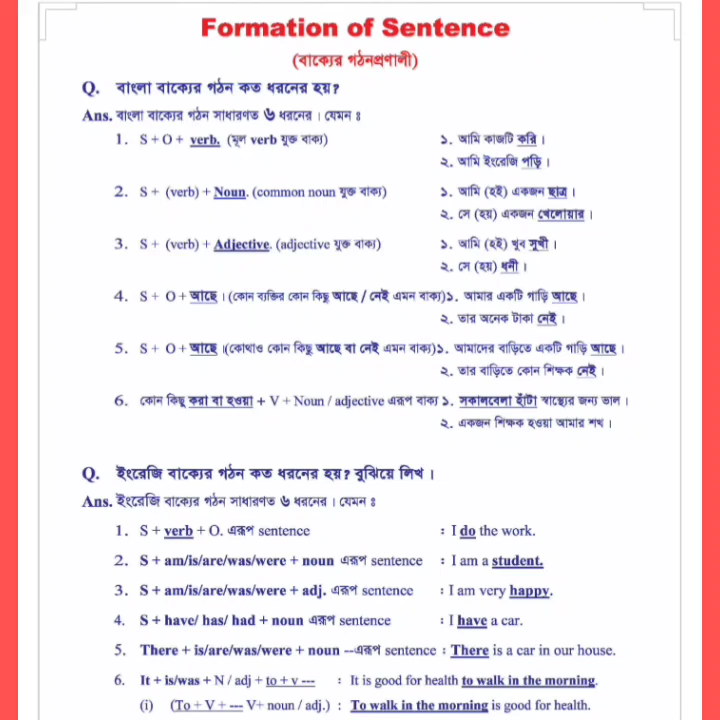 Formation of Sentence
(বাক্যের গঠনপ্রণালী)
Q. বাংলা বাক্যের গঠন কত ধরনের হয়?
Ans. বাংলা বাক্যের গঠন সাধারণত ৬ ধরনের । যেমন ঃ
1. S + O + verb. (মূল verb যুক্ত বাক্য) ১. আমি কাজটি করি ।
২. আমি ইংরেজি পড়ি ।
2. S + (verb) + Noun. (common noun যুক্ত বাক্য) ১. আমি (হই) একজন ছাত্র ।
২. সে (হয়) একজন খেলোয়ার ।
3. S + (verb) + Adjective. (adjective যুক্ত বাক্য) ১. আমি (হই) খুব সুখী ।
২. সে (হয়) ধনী ।
4. S + O + আছে । (কোন ব্যক্তির কোন কিছু আছে / নেই এমন বাক্য)১. আমার একটি গাড়ি আছে ।
২. তার অনেক টাকা নেই ।
5. S + O + আছে ।(কোথাও কোন কিছু আছে বা নেই এমন বাক্য)১. আমাদের বাড়িতে একটি গাড়ি আছে ।
২. তার বাড়িতে কোন শিক্ষক নেই ।
6. কোন কিছু করা বা হওয়া + V + Noun / adjective এরূপ বাক্য ১. সকালবেলা হাঁটা স্বাস্থ্যের জন্য ভাল ।
২. একজন শিক্ষক হওয়া আমার শখ ।
Q. ইংরেজি বাক্যের গঠন কত ধরনের হয়? বুঝিয়ে লিখ ।
Ans. ইংরেজি বাক্যের গঠন সাধারণত ৬ ধরনের । যেমন ঃ
1. S + verb + O. এরূপ sentence : I do the work.
2. S + am/is/are/was/were + noun এরূপ sentence : I am a student.
3. S + am/is/are/was/were + adj. এরূপ sentence : I am very happy.
4. S + have/ has/ had + noun এরূপ sentence : I have a car.
5. There + is/are/was/were + noun --এরূপ sentence : There is a car in our house.
6. It + is/was + N / adj + to + v --- : It is good for health to walk in the morning.
(i) (To + V + --- V+ noun / adj.) : To walk in the morning is good for health.